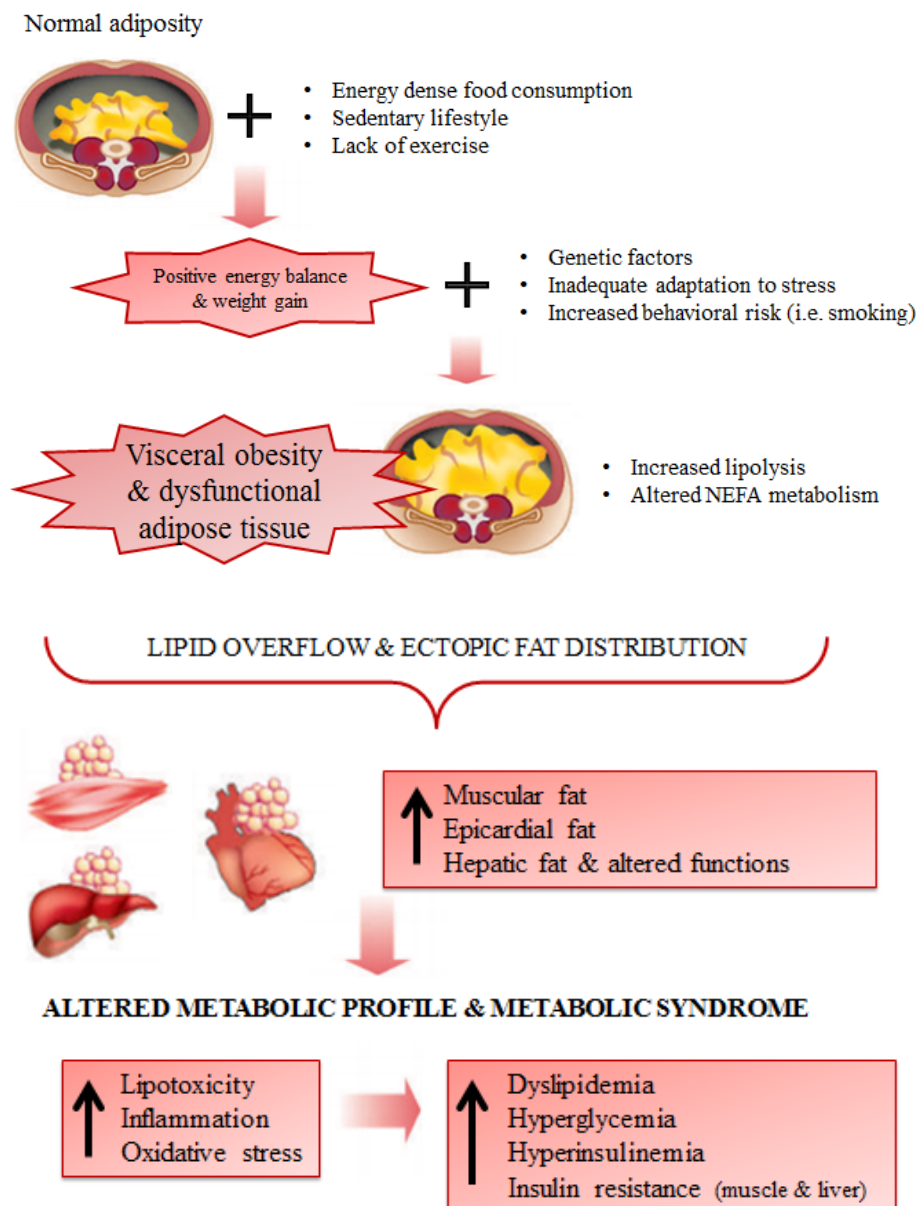 Normal adiposity
• Energy dense food consumption
• Sedentary lifestyle
• Lack of exercise
Positive energy balance
& weight gain
• Genetic factors
• Inadequate adaptation to stress
• Increased behavioral risk (i.e. smoking)
Visceral obesity
& dysfunctional
adipose tissue
• Increased lipolysis
• Altered NEFA metabolism
LIPID OVERFLOW & ECTOPIC FAT DISTRIBUTION
Muscular fat
Epicardial fat
Hepatic fat & altered functions
ALTERED METABOLIC PROFILE & METABOLIC SYNDROME
Lipotoxicity
Inflammation
Oxidative stress
Dyslipidemia
Hyperglycemia
Hyperinsulinemia
Insulin resistance (muscle & liver)